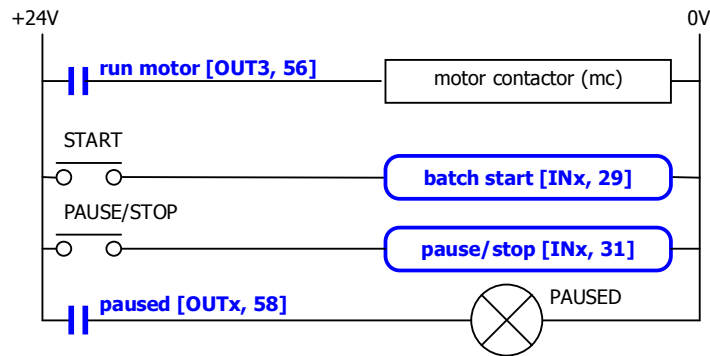 +24V 0V
run motor [OUT3, 56] motor contactor (mc)
START
batch start [INx, 29]
PAUSE/STOP
pause/stop [INx, 31]
paused [OUTx, 58] PAUSED